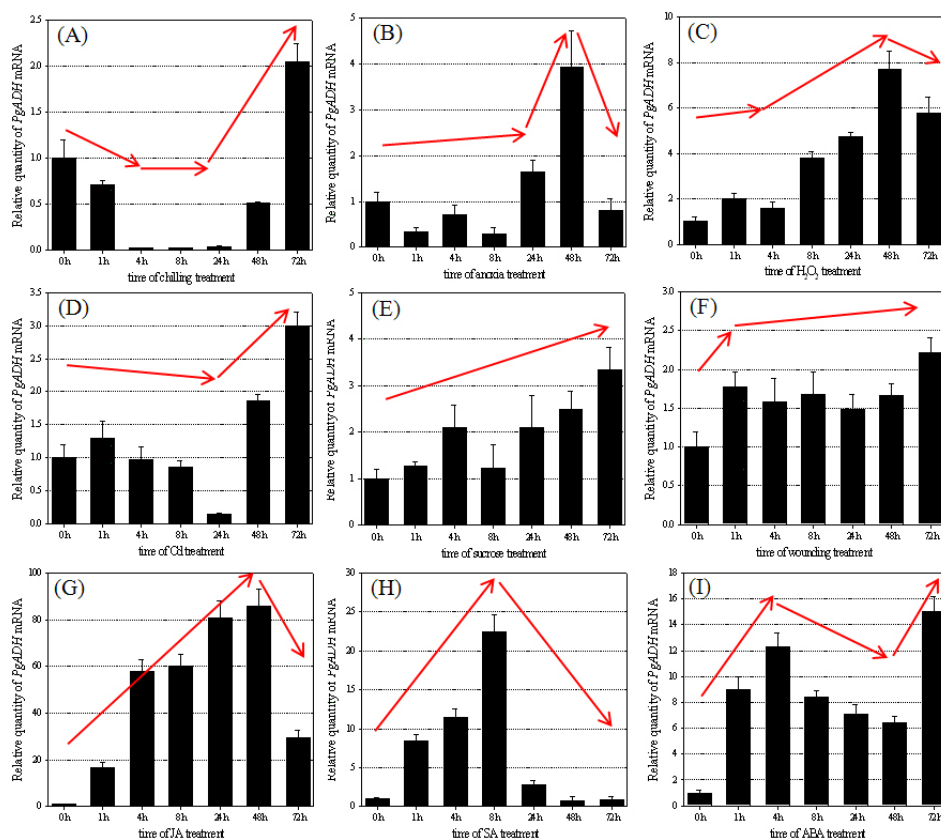 (A)
Relative quantity of PgADH mRNA
2.5
2.0
1.5
1.0
0.5
0.0
0h 1h 4h 8h 24h 48h 72h
time of chilling treatment
(B)
Relative quantity of PgADH mRNA
5
4
3
2
1
0
0h 1h 4h 8h 24h 48h 72h
time of anoxia treatment
(C)
Relative quantity of PgADH mRNA
10
8
6
4
2
0
0h 1h 4h 8h 24h 48h 72h
time of H₂O₂ treatment
(D)
Relative quantity of PgADH mRNA
3.5
3.0
2.5
2.0
1.5
1.0
0.5
0.0
0h 1h 4h 8h 24h 48h 72h
time of Cd treatment
(E)
Relative quantity of PgADH mRNA
5
4
3
2
1
0
0h 1h 4h 8h 24h 48h 72h
time of sucrose treatment
(F)
Relative quantity of PgADH mRNA
3.0
2.5
2.0
1.5
1.0
0.5
0.0
0h 1h 4h 8h 24h 48h 72h
time of wounding treatment
(G)
Relative quantity of PgADH mRNA
100
80
60
40
20
0
0h 1h 4h 8h 24h 48h 72h
time of JA treatment
(H)
Relative quantity of PgADH mRNA
30
25
20
15
10
5
0
0h 1h 4h 8h 24h 48h 72h
time of SA treatment
(I)
Relative quantity of PgADH mRNA
18
16
14
12
10
8
6
4
2
0
0h 1h 4h 8h 24h 48h 72h
time of ABA treatment